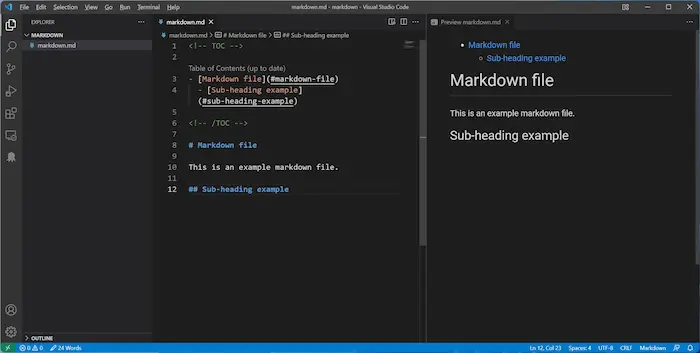 File Edit Selection View Go Run Terminal Help
markdown.md - markdown - Visual Studio Code
EXPLORER
MARKDOWN
markdown.md
OUTLINE
markdown.md
markdown.md > # Markdown file > ## Sub-heading example
1 <!-- TOC -->
2
Table of Contents (up to date)
3 - [Markdown file](#markdown-file)
4 - [Sub-heading example]
(#sub-heading-example)
5
6 <!-- /TOC -->
7
8 # Markdown file
9
10 This is an example markdown file.
11
12 ## Sub-heading example
Preview markdown.md
Markdown file
Sub-heading example
Markdown file
This is an example markdown file.
Sub-heading example
0 0 24 Words
Ln 12, Col 23 Spaces: 4 UTF-8 CRLF Markdown